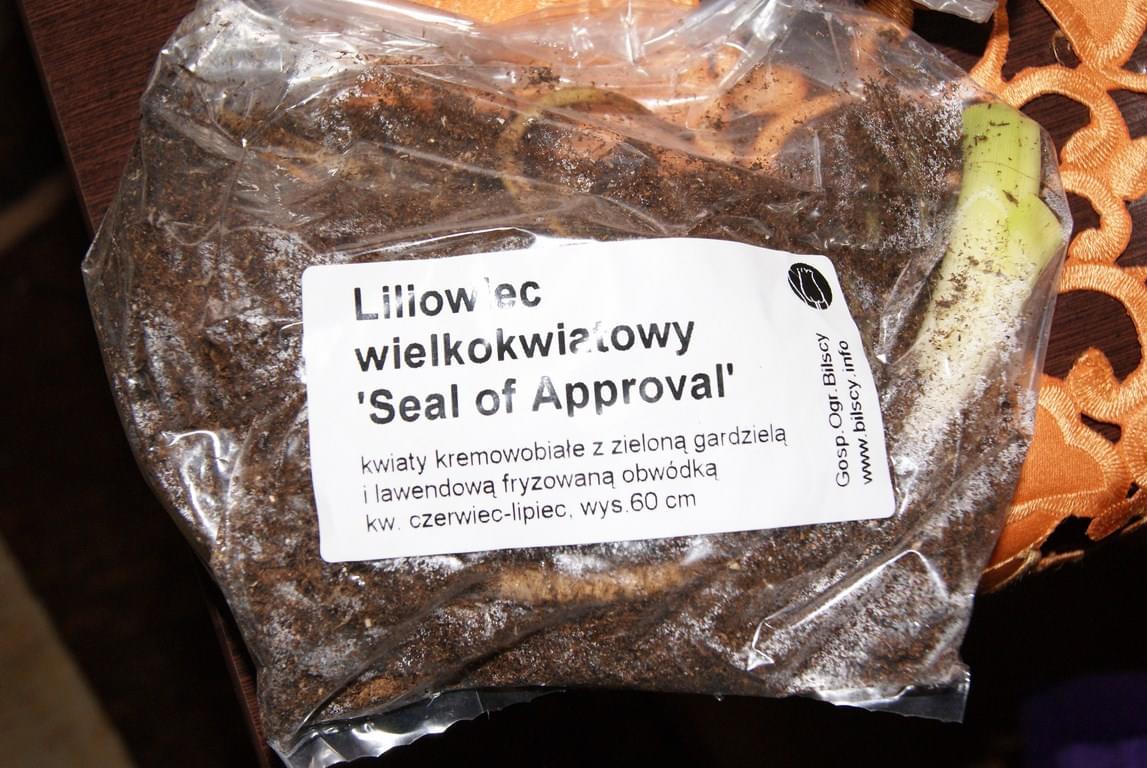 Liliowiec
wielkokwiatowy
'Seal of Approval'
kwiaty kremowobiałe z zieloną gardzielą
i lawendową fryzowaną obwódką
kw. czerwiec-lipiec, wys.60 cm
Gosp.Ogr.Bilscy
www.bilscy.info